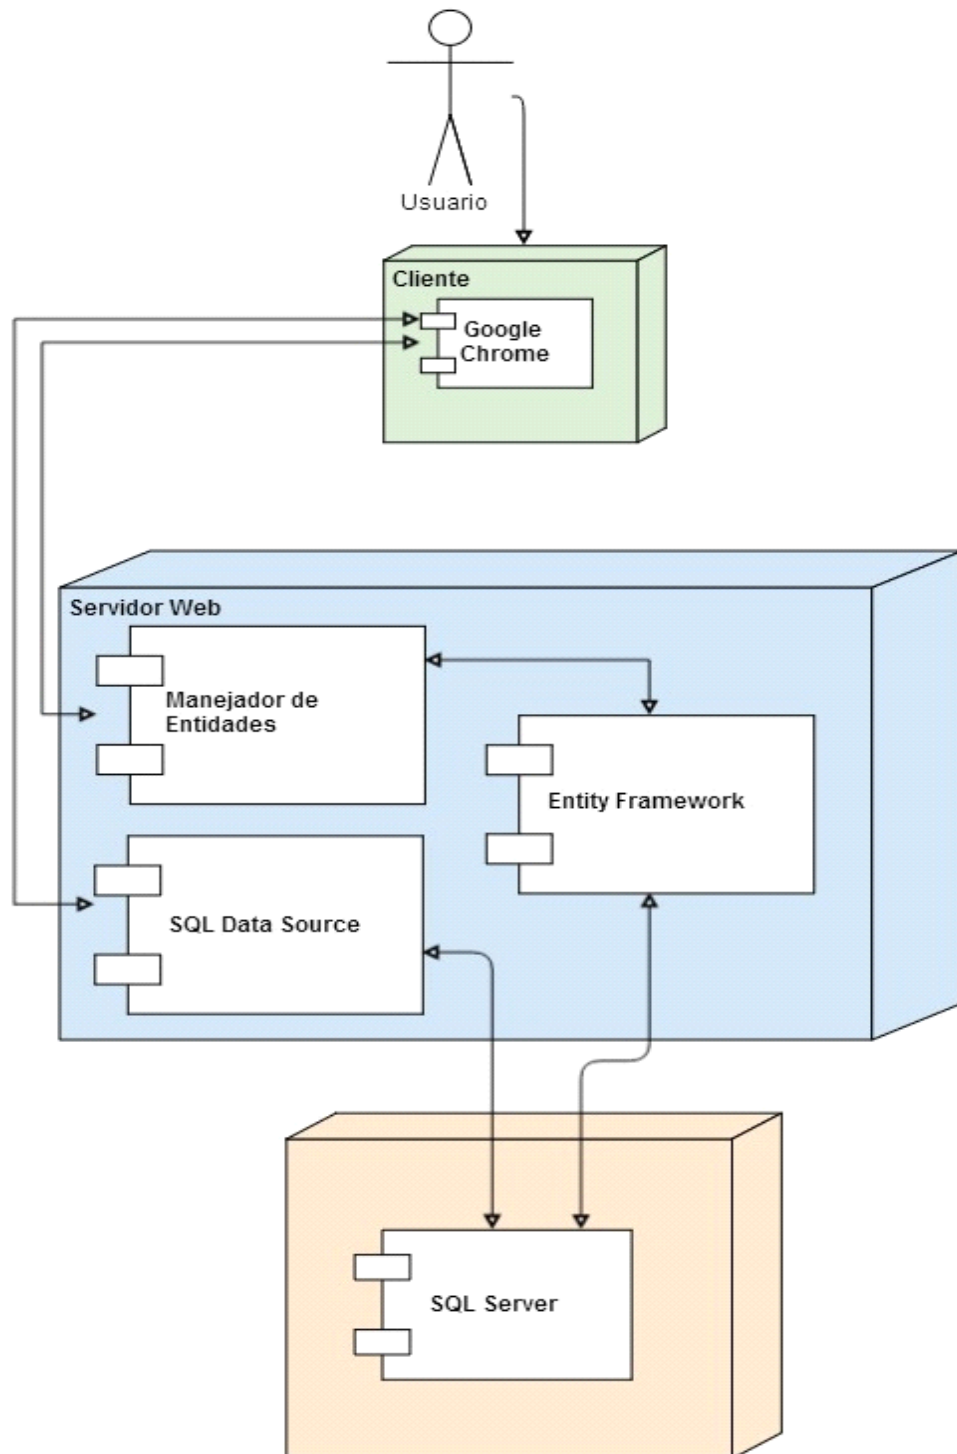 Usuario
Cliente
Google
Chrome
Servidor Web
Manejador de
Entidades
Entity Framework
SQL Data Source
SQL Server